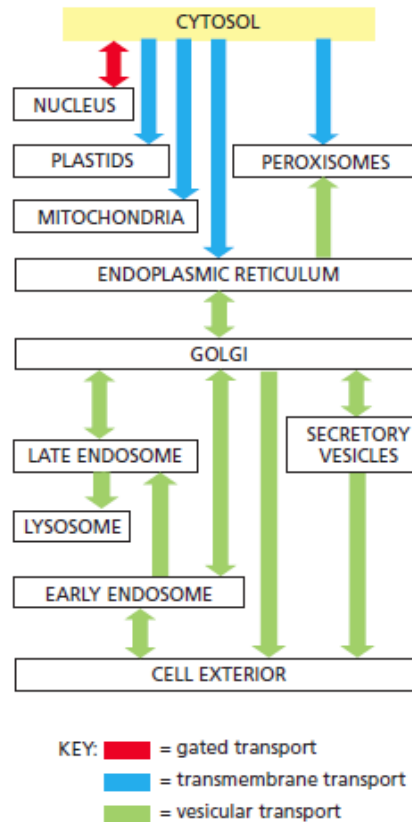 CYTOSOL
NUCLEUS
PLASTIDS
PEROXISOMES
MITOCHONDRIA
ENDOPLASMIC RETICULUM
GOLGI
SECRETORY
VESICLES
LATE ENDOSOME
LYSOSOME
EARLY ENDOSOME
CELL EXTERIOR
KEY: = gated transport
= transmembrane transport
= vesicular transport